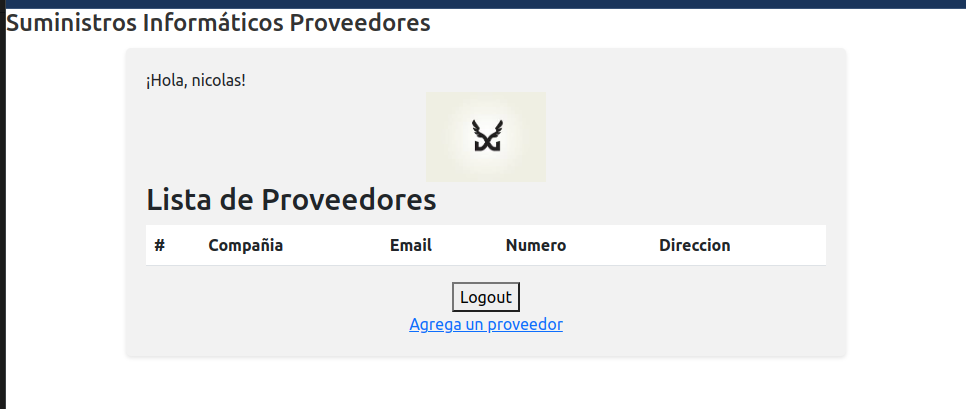 Suministros Informáticos Proveedores
¡Hola, nicolas!
Lista de Proveedores
# Compañia Email Numero Direccion
Logout
Agrega un proveedor